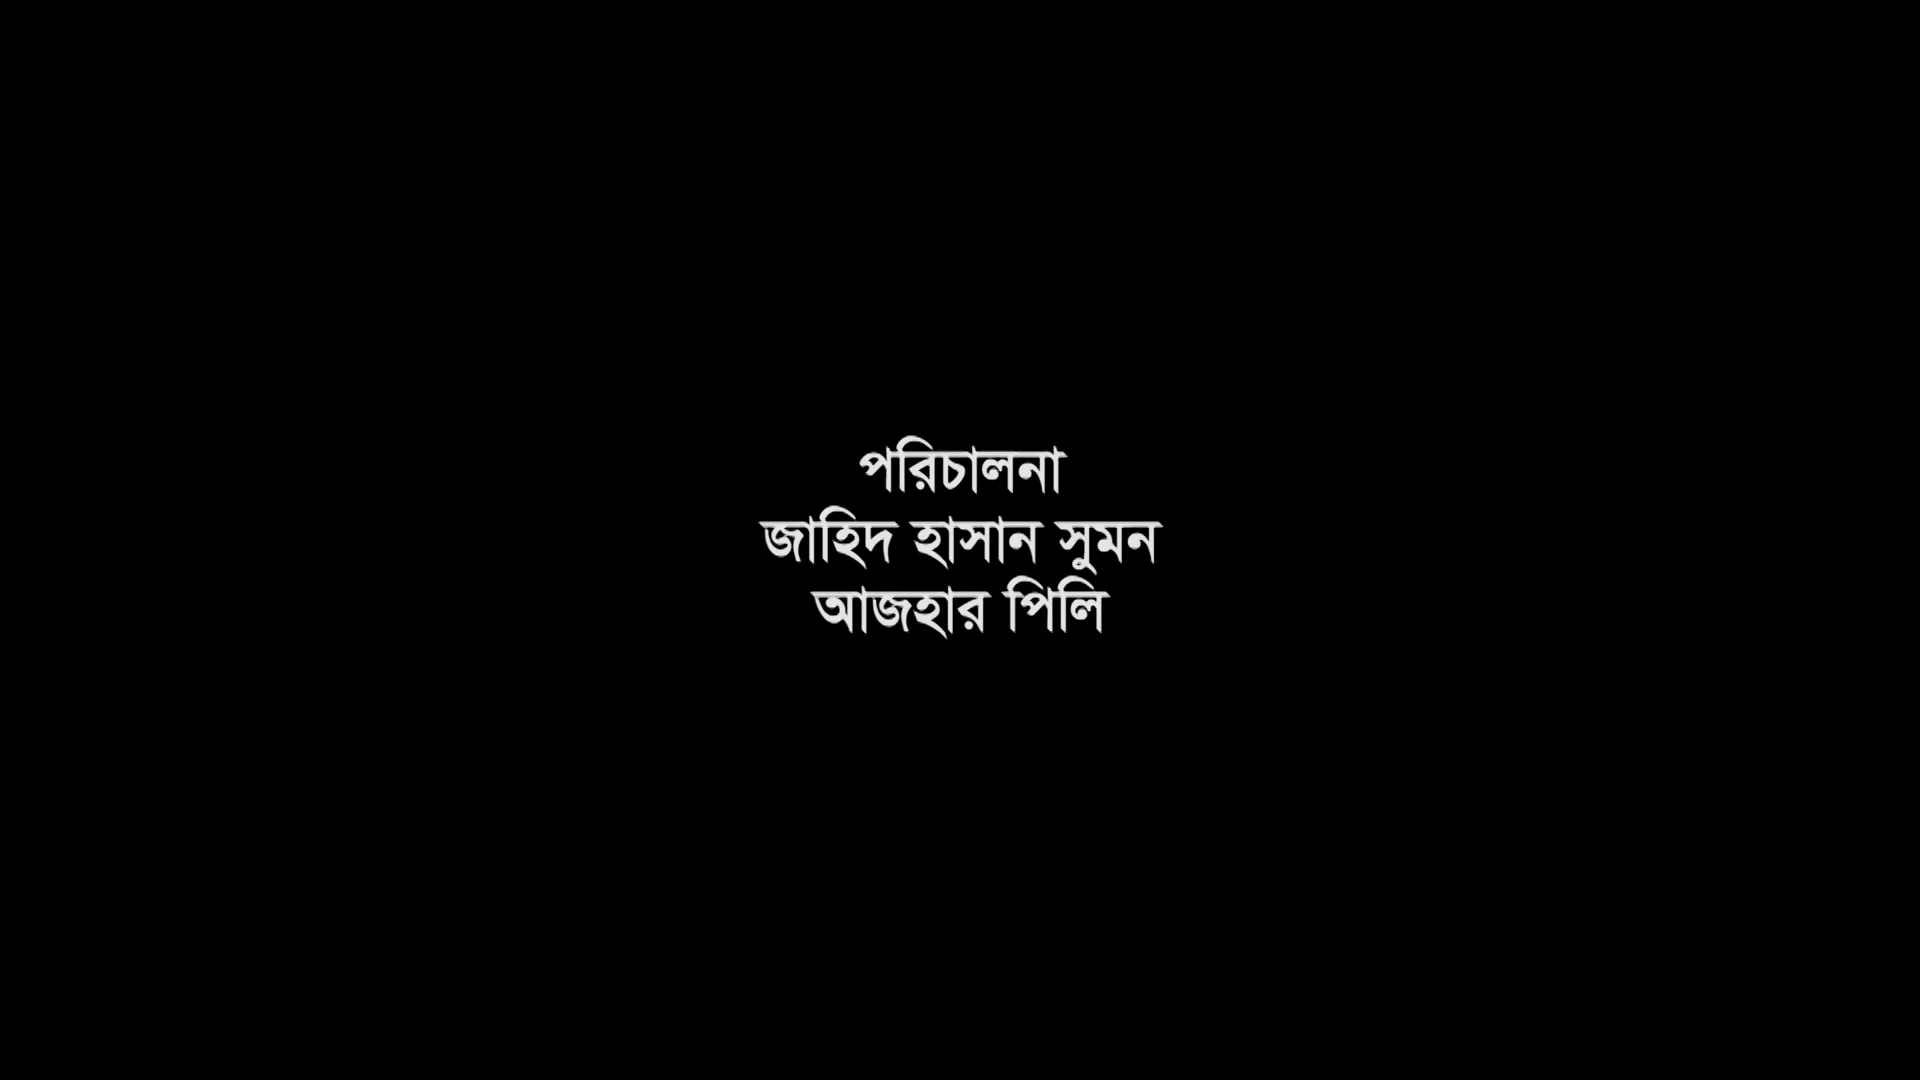 পরিচালনা
জাহিদ হাসান সুমন
আজহার পিলি